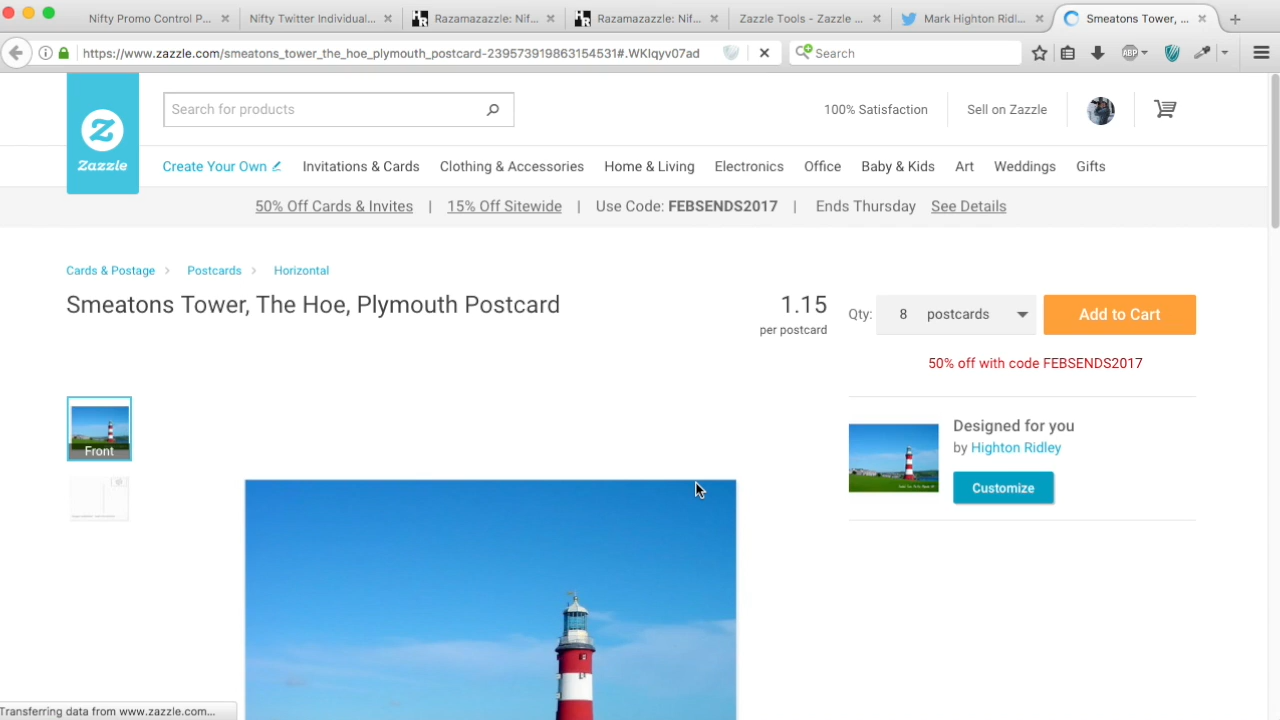 Nifty Promo Control P...
Nifty Twitter Individual...
Razamazazzle: Nif...
Razamazazzle: Nif...
Zazzle Tools - Zazzle ...
Mark Highton Ridl...
Smeatons Tower, ...
https://www.zazzle.com/smeatons_tower_the_hoe_plymouth_postcard-239573919863154531#.WKlqyv07ad
Search
ABP
Zazzle
Search for products
100% Satisfaction
Sell on Zazzle
Create Your Own
Invitations & Cards
Clothing & Accessories
Home & Living
Electronics
Office
Baby & Kids
Art
Weddings
Gifts
50% Off Cards & Invites | 15% Off Sitewide | Use Code: FEBSENDS2017 | Ends Thursday See Details
Cards & Postage > Postcards > Horizontal
Smeatons Tower, The Hoe, Plymouth Postcard
1.15
per postcard
Qty: 8 postcards
Add to Cart
50% off with code FEBSENDS2017
Front
Designed for you
by Highton Ridley
Customize
Transferring data from www.zazzle.com...